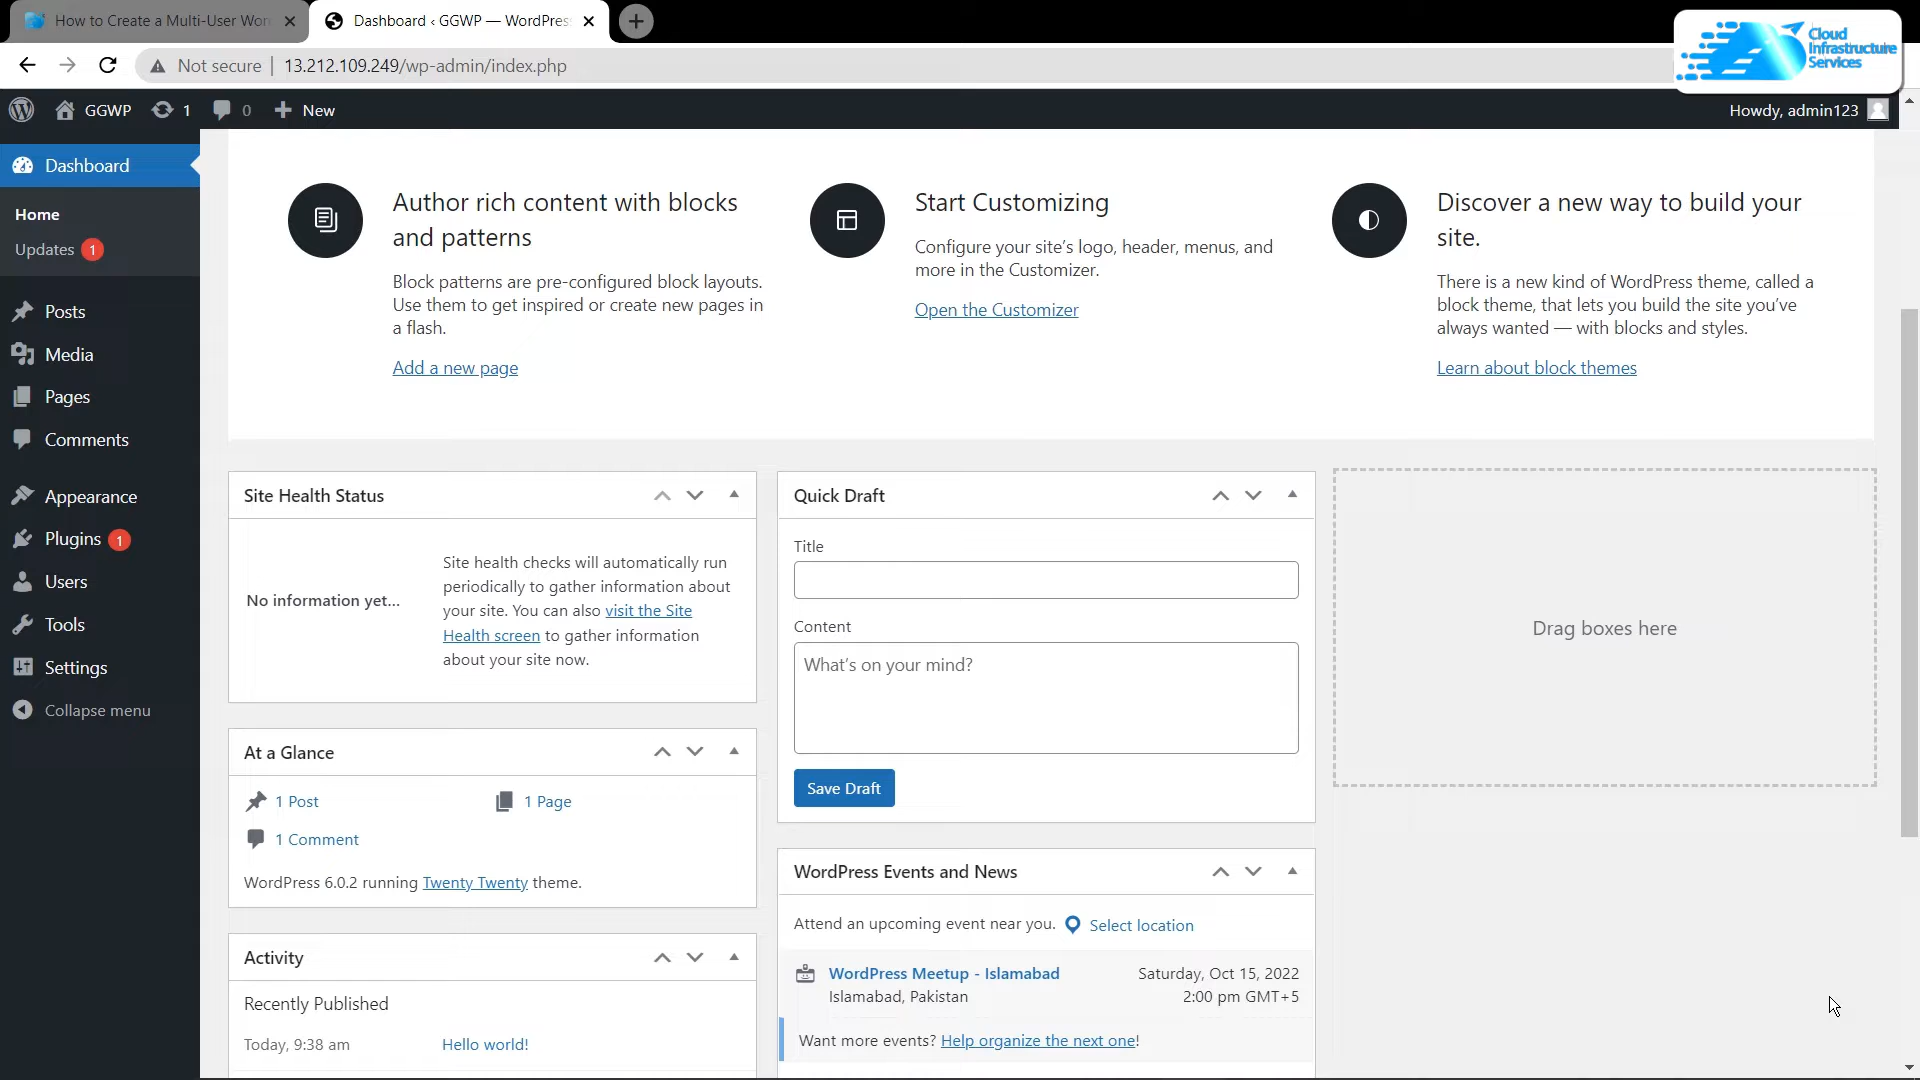 How to Create a Multi-User Wor
Dashboard ‹ GGWP — WordPress
Cloud
Infrastructure
Services
Not secure
13.212.109.249/wp-admin/index.php
GGWP
1
0
New
Howdy, admin123
Dashboard
Home
Updates 1
Posts
Media
Pages
Comments
Appearance
Plugins 1
Users
Tools
Settings
Collapse menu
Author rich content with blocks
and patterns
Block patterns are pre-configured block layouts.
Use them to get inspired or create new pages in
a flash.
Add a new page
Start Customizing
Configure your site's logo, header, menus, and
more in the Customizer.
Open the Customizer
Discover a new way to build your
site.
There is a new kind of WordPress theme, called a
block theme, that lets you build the site you've
always wanted — with blocks and styles.
Learn about block themes
Site Health Status
No information yet...
Site health checks will automatically run
periodically to gather information about
your site. You can also visit the Site
Health screen to gather information
about your site now.
At a Glance
1 Post
1 Page
1 Comment
WordPress 6.0.2 running Twenty Twenty theme.
Activity
Recently Published
Today, 9:38 am
Hello world!
Quick Draft
Title
Content
What's on your mind?
Save Draft
WordPress Events and News
Attend an upcoming event near you.
Select location
WordPress Meetup - Islamabad
Saturday, Oct 15, 2022
Islamabad, Pakistan
2:00 pm GMT+5
Want more events? Help organize the next one!
Drag boxes here